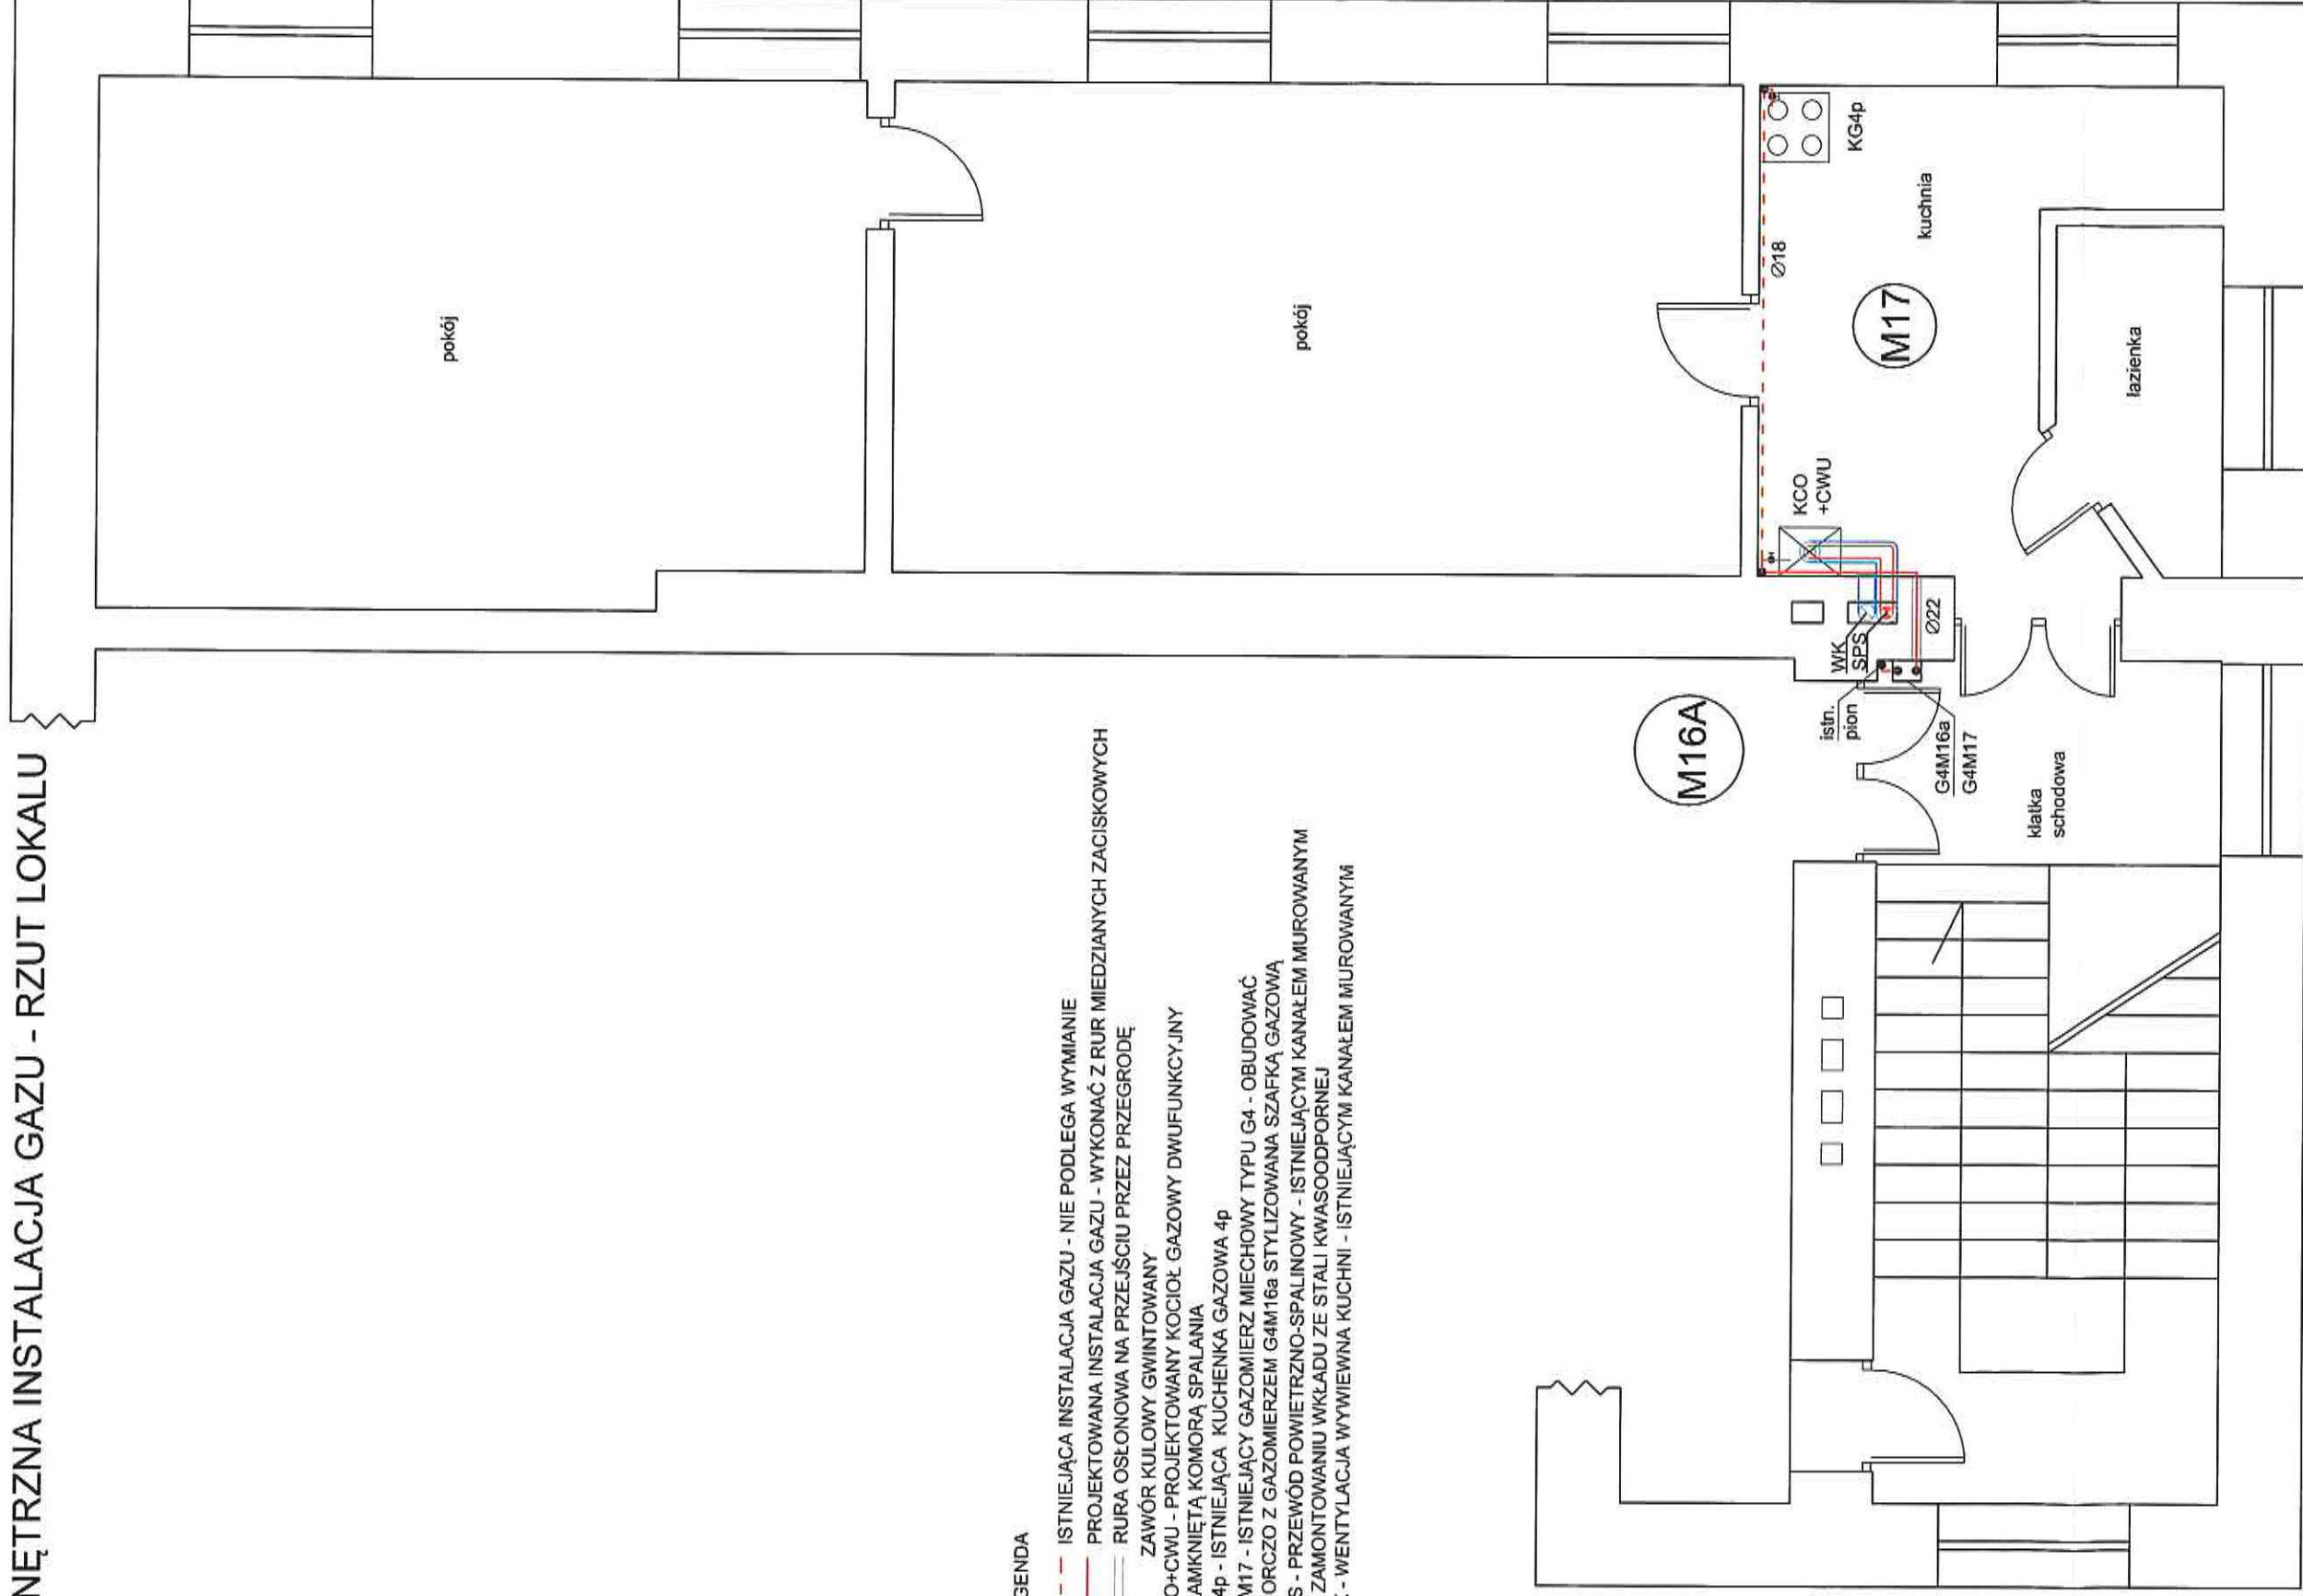 NĘTRZNA INSTALACJA GAZU - RZUT LOKALU
pokój
pokój
Ø18
KG4p
kuchnia
M17
łazienka
KCO
+CWU
WK
SPS
Ø22
istn.
pion
G4M16a
G4M17
M16A
klatka
schodowa
GENDA
ISTNIEJĄCA INSTALACJA GAZU - NIE PODLEGA WYMIANIE
PROJEKTOWANA INSTALACJA GAZU - WYKONAĆ Z RUR MIEDZIANYCH ZACISKOWYCH
RURA OSŁONOWA NA PRZEJŚCIU PRZEZ PRZEGRODĘ
ZAWÓR KULOWY GWINTOWANY
O+CWU - PROJEKTOWANY KOCIOŁ GAZOWY DWUFUNKCYJNY
AMKNIĘTĄ KOMORĄ SPALANIA
4p - ISTNIEJĄCA KUCHENKA GAZOWA 4p
M17 - ISTNIEJĄCY GAZOMIERZ MIECHOWY TYPU G4 - OBUDOWAĆ
ORCZO Z GAZOMIERZEM G4M16a STYLIZOWANA SZAFKĄ GAZOWĄ
S - PRZEWÓD POWIETRZNO-SPALINOWY - ISTNIEJĄCYM KANAŁEM MUROWANYM
ZAMONTOWANIU WKŁADU ZE STALI KWASOODPORNEJ
- WENTYLACJA WYWIEWNA KUCHNI - ISTNIEJĄCYM KANAŁEM MUROWANYM